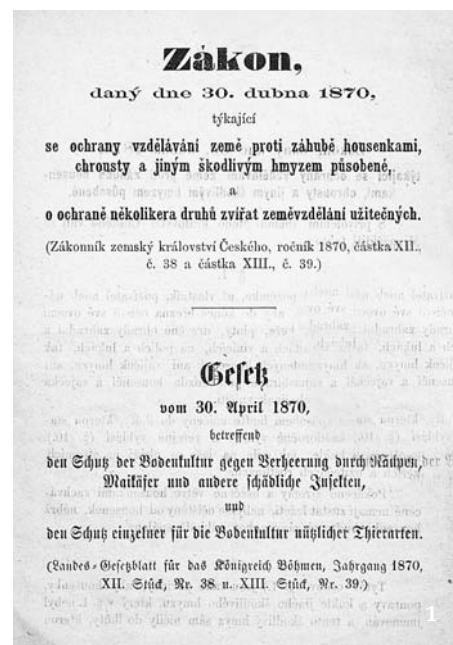 Zákon,
daný dne 30. dubna 1870,
týkající
se ochrany vzdělávání země proti záhubě housenkami,
chrousty a jiným škodlivým hmyzem působené,
a
o ochraně několikera druhů zvířat zeměvzdělání užitečných.
(Zákonník zemský království Českého, ročník 1870, částka XII.,
č. 38 a částka XIII., č. 39.)
Gesetz
vom 30. April 1870,
betreffend
den Schutz der Bodenkultur gegen Verheerung durch Raupen,
Maikäfer und andere schädliche Insekten,
und
den Schutz einzelner für die Bodenkultur nützlicher Thierarten.
(Landes-Gesetzblatt für das Königreich Böhmen, Jahrgang 1870,
XII. Stück, Nr. 38 u. XIII. Stück, Nr. 39.)
1